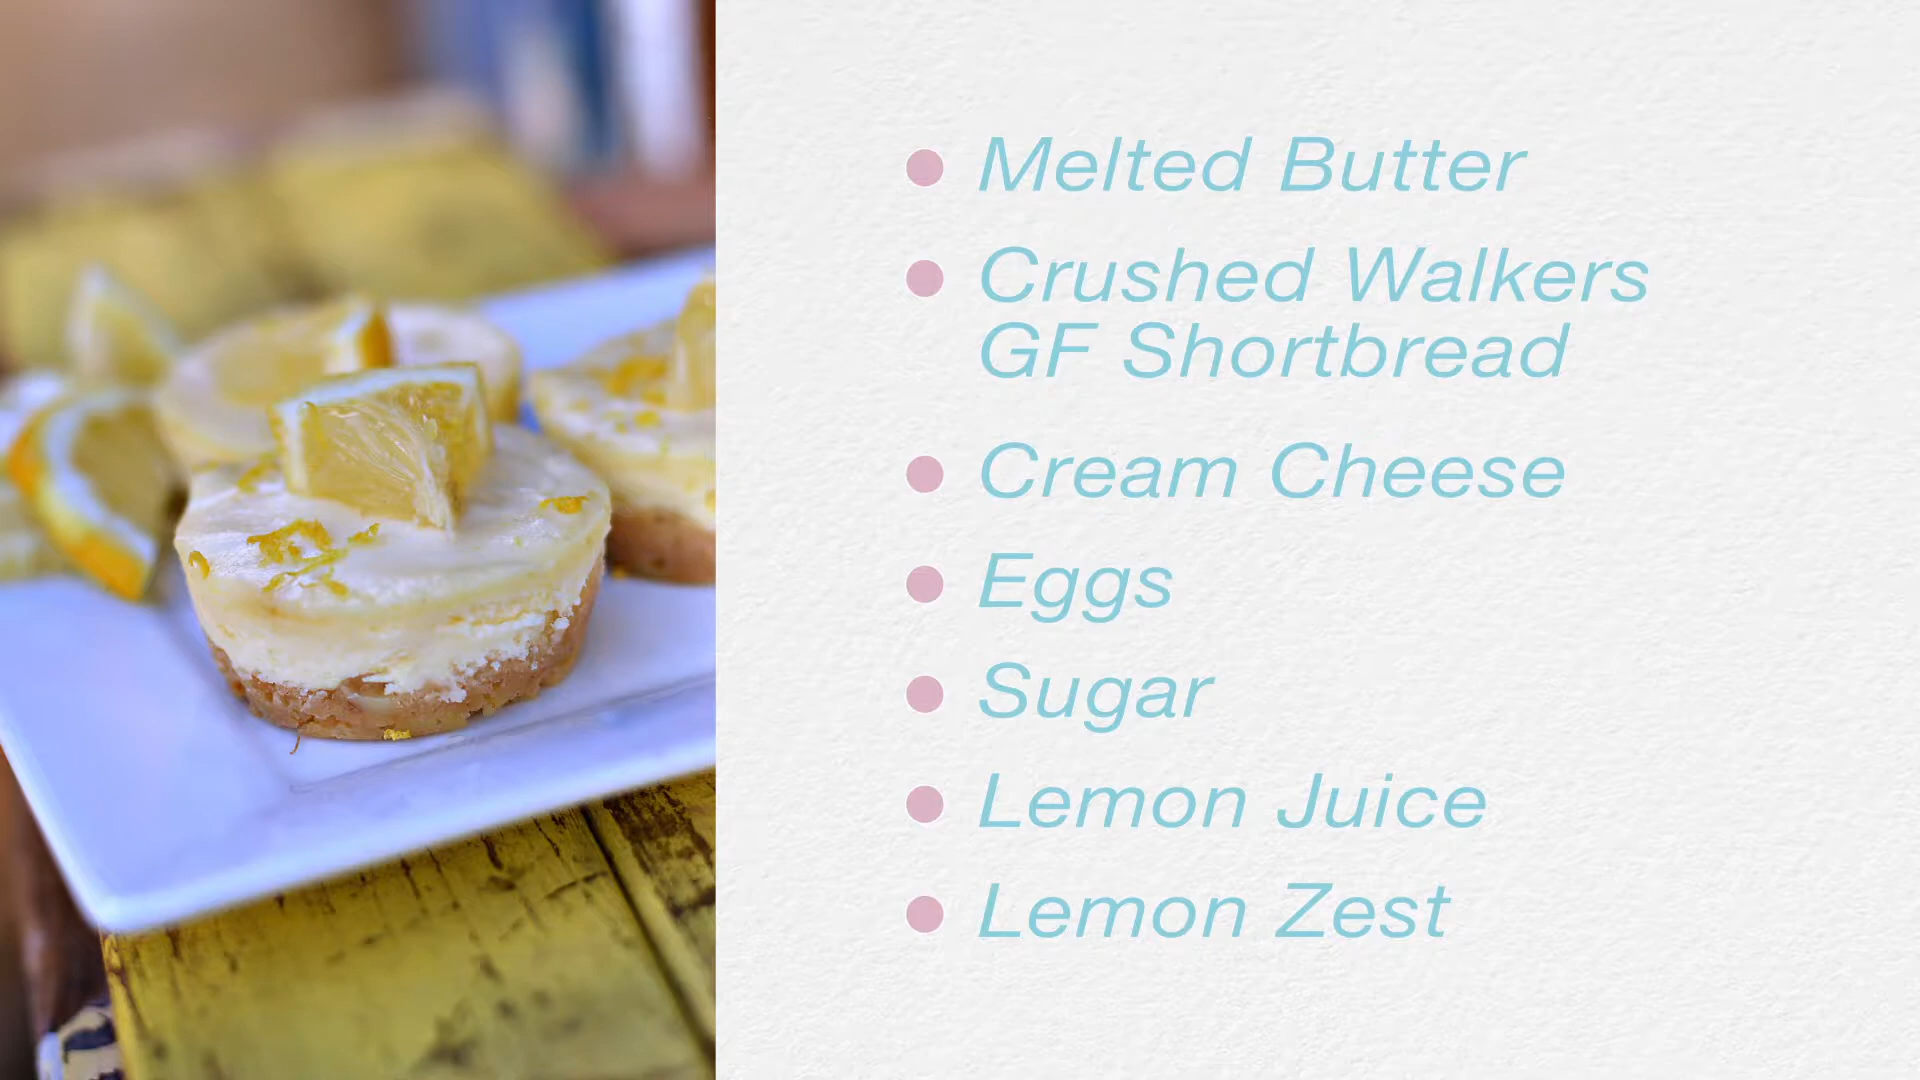 Melted Butter
Crushed Walkers
GF Shortbread
Cream Cheese
Eggs
Sugar
Lemon Juice
Lemon Zest